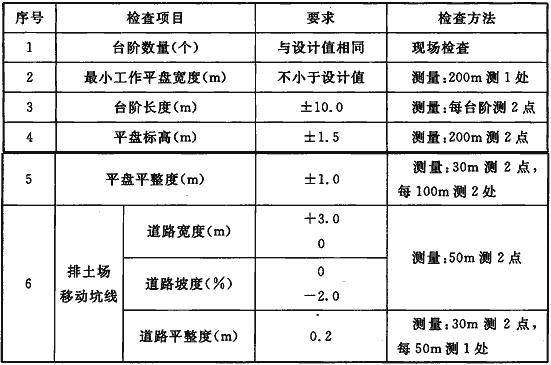 序号 检查项目 要求 检查方法
1 台阶数量(个) 与设计值相同 现场检查
2 最小工作平盘宽度(m) 不小于设计值 测量:200m 测 1 处
3 台阶长度(m) ±10.0 测量:每台阶测 2 点
4 平盘标高(m) ±1.5 测量:200m 测 2 点
5 平盘平整度(m) ±1.0 测量:30m 测 2 点,
每 100m 测 2 处
6 排土场
移动坑线 道路宽度(m) +3.0
0 测量:50m 测 2 点
道路坡度(%) 0
-2.0
道路平整度(m) 0.2 测量:30m 测 2 点,
每 50m 测 1 处